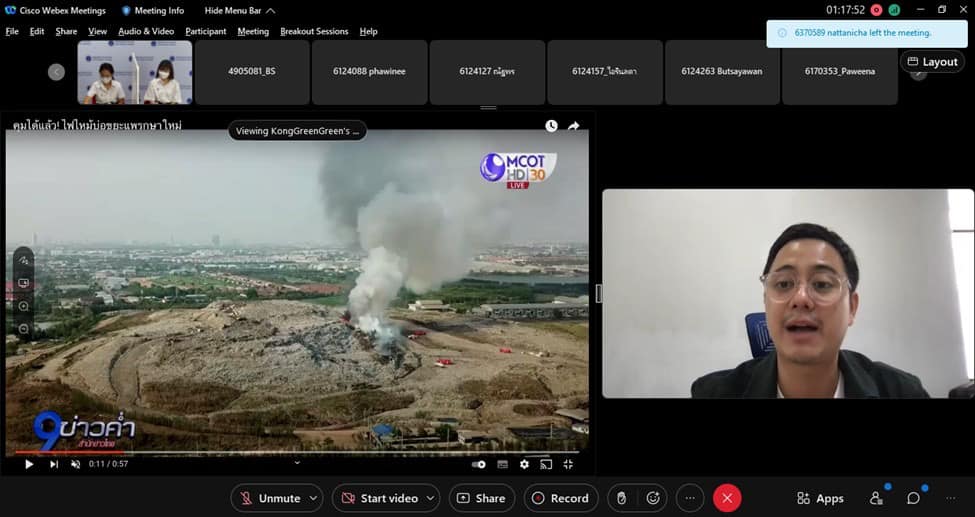 Cisco Webex Meetings
Meeting Info
Hide Menu Bar
01:17:52
File Edit Share View Audio & Video Participant Meeting Breakout Sessions Help
6370589 nattanicha left the meeting.
4905081_BS
6124088 phawinee
6124127 ณัฐพร
6124157_ไอรินลดา
6124263 Butsayawan
6170353_Paweena
Layout
คุมได้แล้ว! ไฟไหม้บ่อขยะแพรกษาใหม่
Viewing KongGreenGreen's ...
MCOT
HD 30
LIVE
9ข่าวค่ำ
สำนักข่าวไทย
0:11 / 0:57
Unmute
Start video
Share
Record
Apps